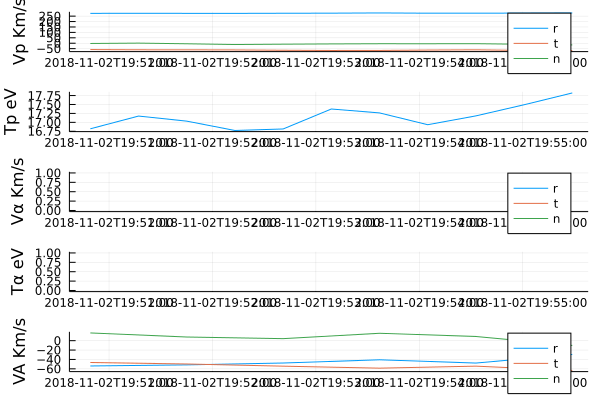 Vp Km/s
250
200
150
100
50
0
−50
r
t
n
2018-11-02T19:51:00
2018-11-02T19:52:00
2018-11-02T19:53:00
2018-11-02T19:54:00
2018-11-02T19:55:00
Tp eV
17.75
17.50
17.25
17.00
16.75
2018-11-02T19:51:00
2018-11-02T19:52:00
2018-11-02T19:53:00
2018-11-02T19:54:00
2018-11-02T19:55:00
Vα Km/s
1.00
0.75
0.50
0.25
0.00
r
t
n
2018-11-02T19:51:00
2018-11-02T19:52:00
2018-11-02T19:53:00
2018-11-02T19:54:00
2018-11-02T19:55:00
Tα eV
1.00
0.75
0.50
0.25
0.00
2018-11-02T19:51:00
2018-11-02T19:52:00
2018-11-02T19:53:00
2018-11-02T19:54:00
2018-11-02T19:55:00
VA Km/s
0
−20
−40
−60
r
t
n
2018-11-02T19:51:00
2018-11-02T19:52:00
2018-11-02T19:53:00
2018-11-02T19:54:00
2018-11-02T19:55:00